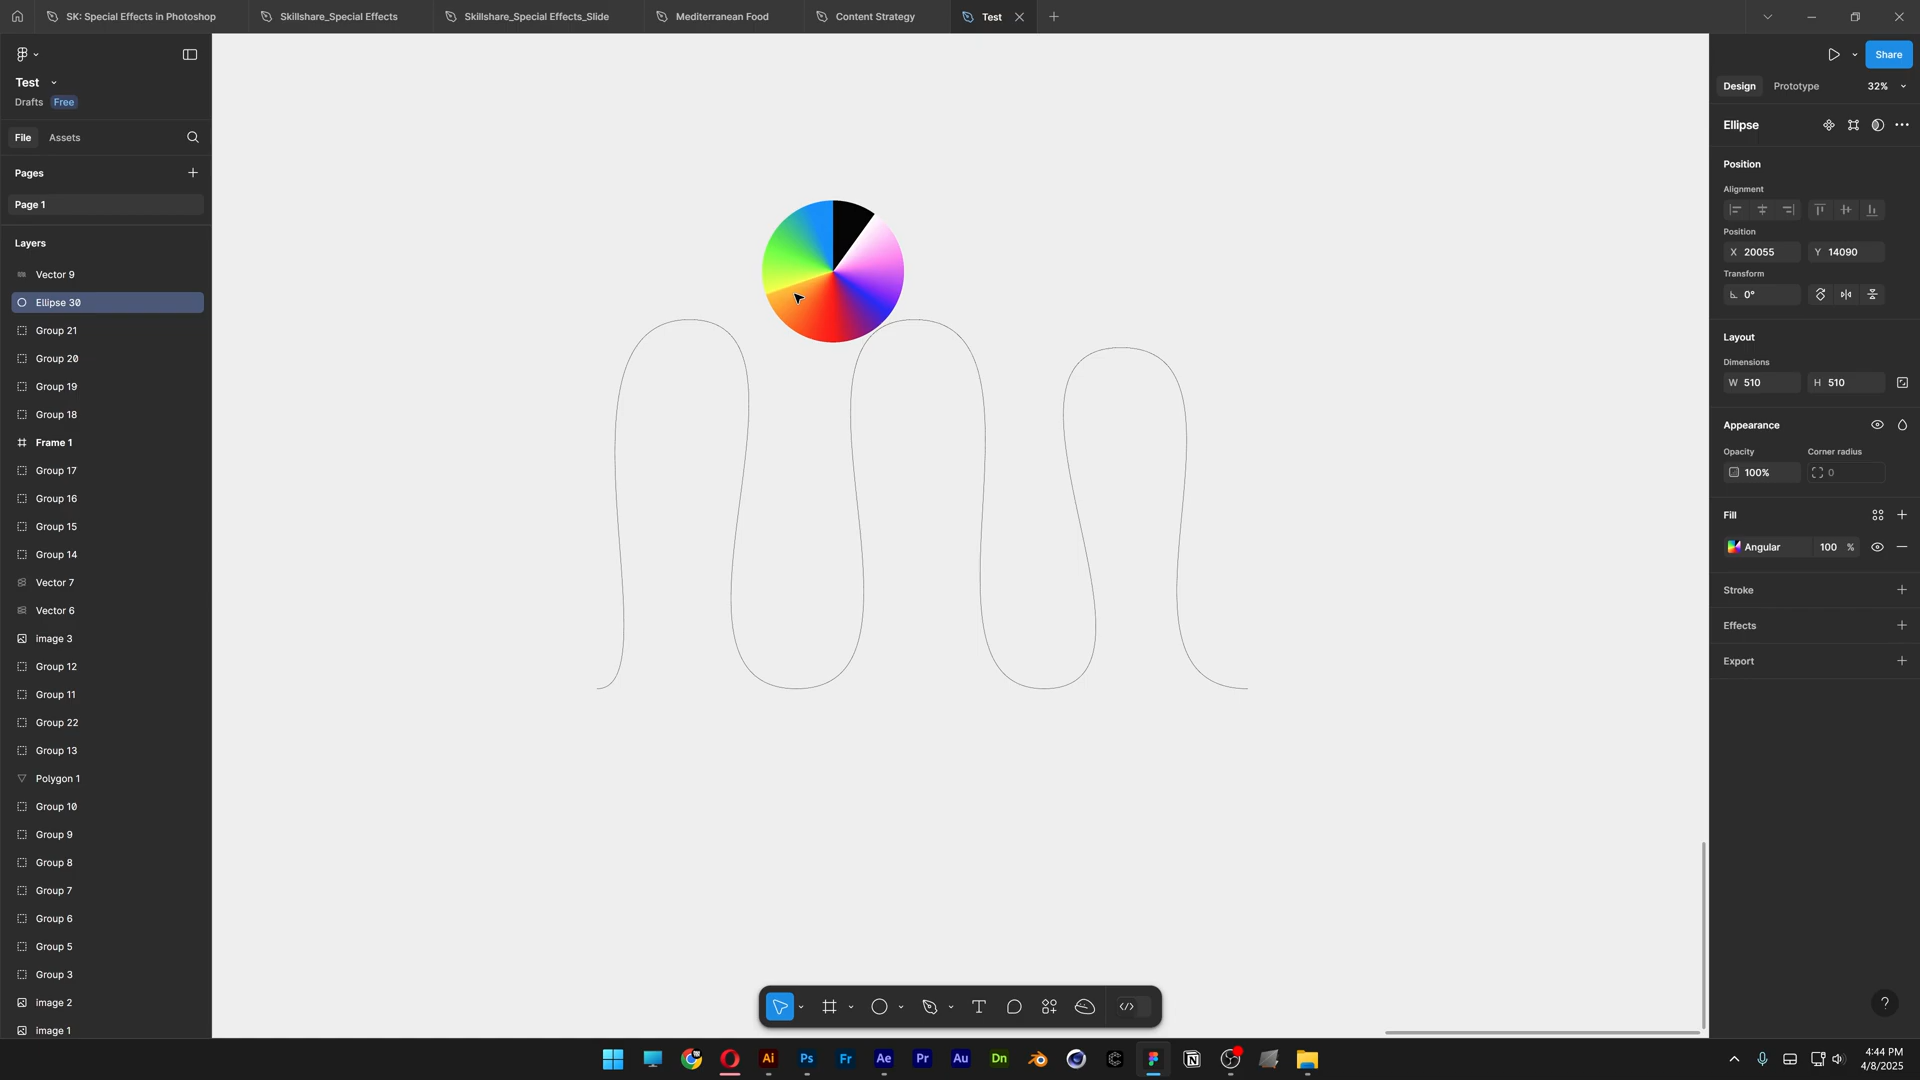 SK: Special Effects in Photoshop
Skillshare_Special Effects
Skillshare_Special Effects_Slide
Mediterranean Food
Content Strategy
Test
Test
Drafts Free
File Assets
Pages
Page 1
Layers
Vector 9
Ellipse 30
Group 21
Group 20
Group 19
Group 18
Frame 1
Group 17
Group 16
Group 15
Group 14
Vector 7
Vector 6
image 3
Group 12
Group 11
Group 22
Group 13
Polygon 1
Group 10
Group 9
Group 8
Group 7
Group 6
Group 5
Group 3
image 2
image 1
Share
Design Prototype 32%
Ellipse
Position
Alignment
Position
X 20055 Y 14090
Transform
0°
Layout
Dimensions
W 510 H 510
Appearance
Opacity Corner radius
100% 0
Fill
Angular 100 %
Stroke
Effects
Export
?
Ai Ps Fr Ae Pr Au Dn
4:44 PM
4/8/2025